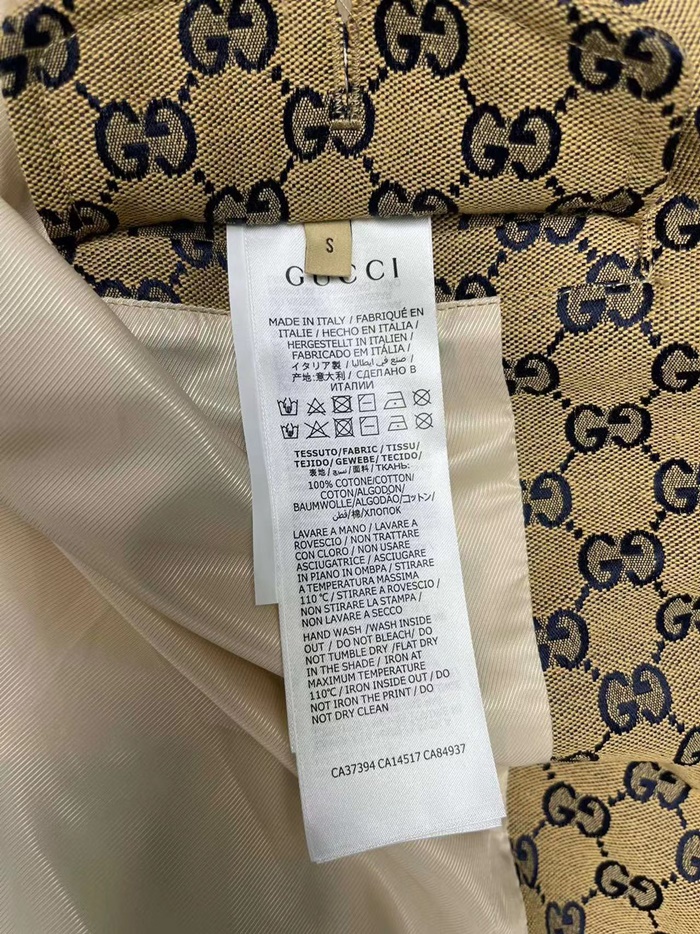 S
GUCCI
MADE IN ITALY / FABRIQUÉ EN
ITALIE / HECHO EN ITALIA /
HERGESTELLT IN ITALIEN /
FABRICADO EM ITÁLIA /
イタリア製 / صنع في ايطاليا /
产地:意大利 / СДЕЛАНО В
ИТАЛИИ
TESSUTO/FABRIC / TISSU/
TEJIDO/ GEWEBE/ TECIDO/
表地/ نسيج /面料/ТКАНЬ:
100% COTONE/COTTON/
COTON/ALGODON/
BAUMWOLLE/ALGODÃO/コットン/
قطن/棉/ХЛОПОК
LAVARE A MANO / LAVARE A
ROVESCIO / NON TRATTARE
CON CLORO / NON USARE
ASCIUGATRICE / ASCIUGARE
IN PIANO IN OMBPA / STIRARE
A TEMPERATURA MASSIMA
110 ℃ / STIRARE A ROVESCIO /
NON STIRARE LA STAMPA /
NON LAVARE A SECCO
HAND WASH /WASH INSIDE
OUT / DO NOT BLEACH/ DO
NOT TUMBLE DRY /FLAT DRY
IN THE SHADE / IRON AT
MAXIMUM TEMPERATURE
110℃/ IRON INSIDE OUT / DO
NOT IRON THE PRINT / DO
NOT DRY CLEAN
CA37394 CA14517 CA84937